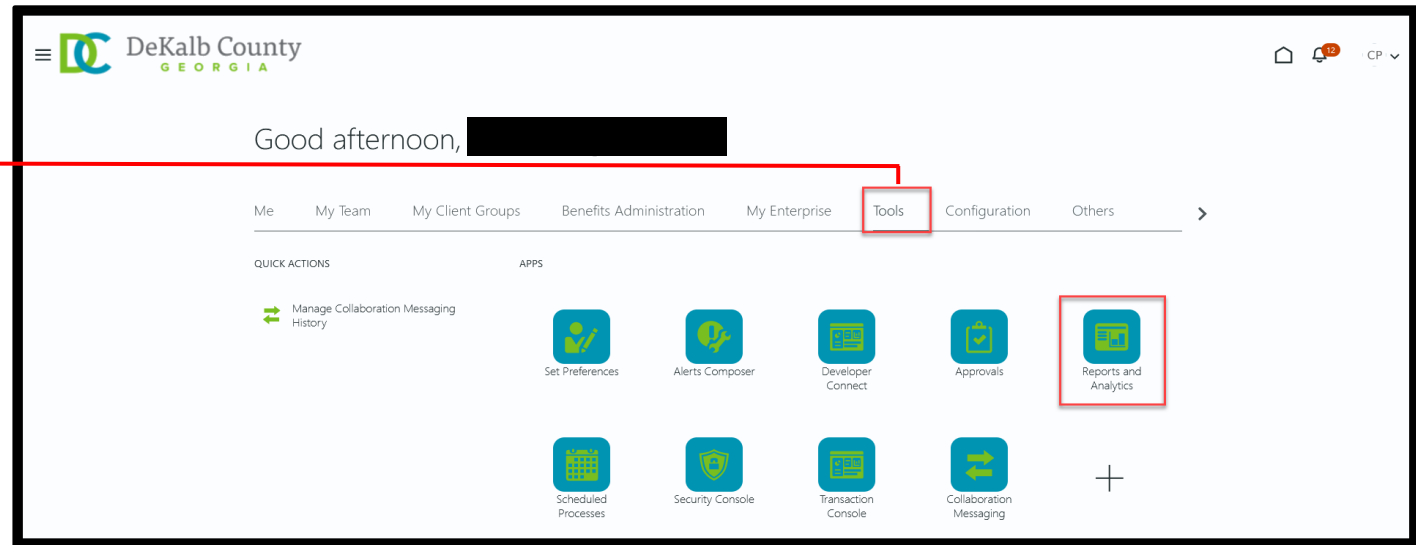 DeKalb County
GEORGIA
12
CP
Good afternoon,
Me My Team My Client Groups Benefits Administration My Enterprise Tools Configuration Others
QUICK ACTIONS APPS
Manage Collaboration Messaging
History
Set Preferences Alerts Composer Developer Approvals Reports and
Connect Analytics
Scheduled Security Console Transaction Collaboration
Processes Console Messaging